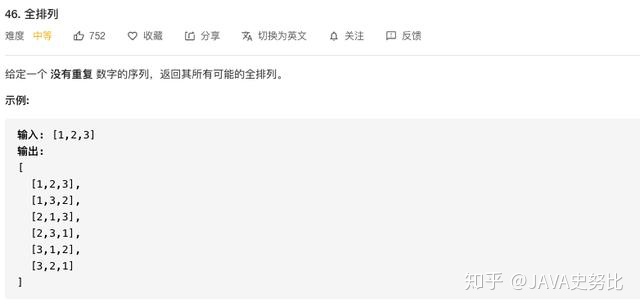 46. 全排列
难度 中等 752 收藏 分享 切换为英文 关注 反馈
给定一个 没有重复 数字的序列，返回其所有可能的全排列。
示例:
输入: [1,2,3]
输出:
[
[1,2,3],
[1,3,2],
[2,1,3],
[2,3,1],
[3,1,2],
[3,2,1]
]
知乎 @JAVA史努比